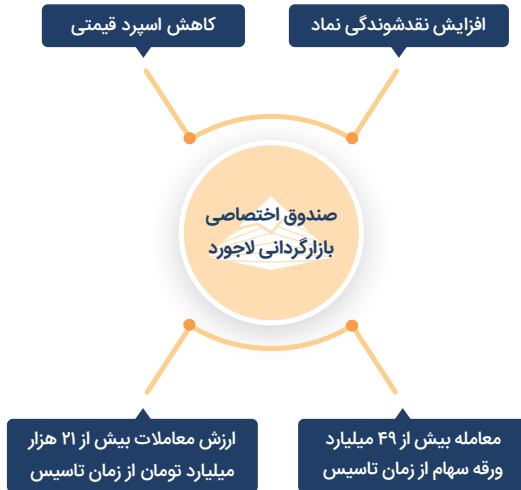 افزایش نقدشوندگی نماد
کاهش اسپرد قیمتی
صندوق اختصاصی
بازارگردانی لاجورد
معامله بیش از ۴۹ میلیارد
ورقه سهام از زمان تاسیس
ارزش معاملات بیش از ۲۱ هزار
میلیارد تومان از زمان تاسیس